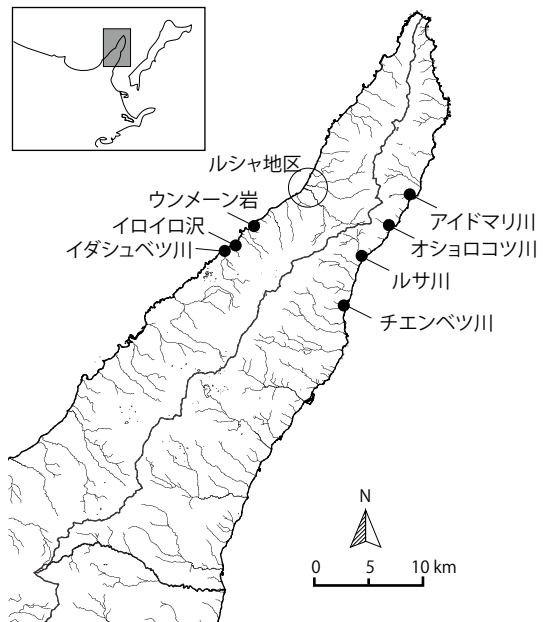 ルシャ地区
ウンメーン岩
イロイロ沢
イダシュベツ川
アイドマリ川
オショロコツ川
ルサ川
チエンベツ川
N
0 5 10 km